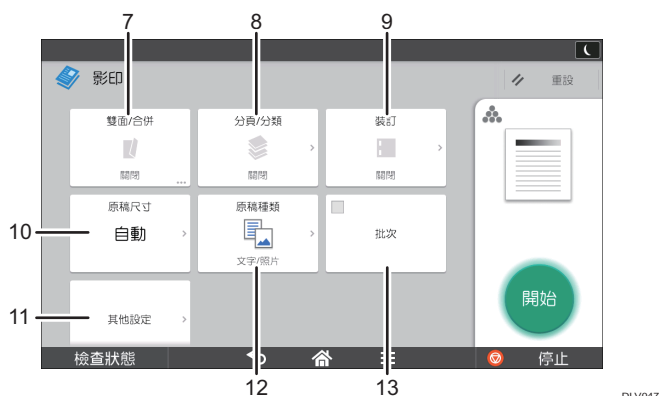 7
8
9
影印
重設
雙面/合併
分頁/分類
裝訂
關閉
關閉
關閉
10
原稿尺寸
自動
原稿種類
文字/照片
批次
11
其他設定
開始
檢查狀態
停止
12
13